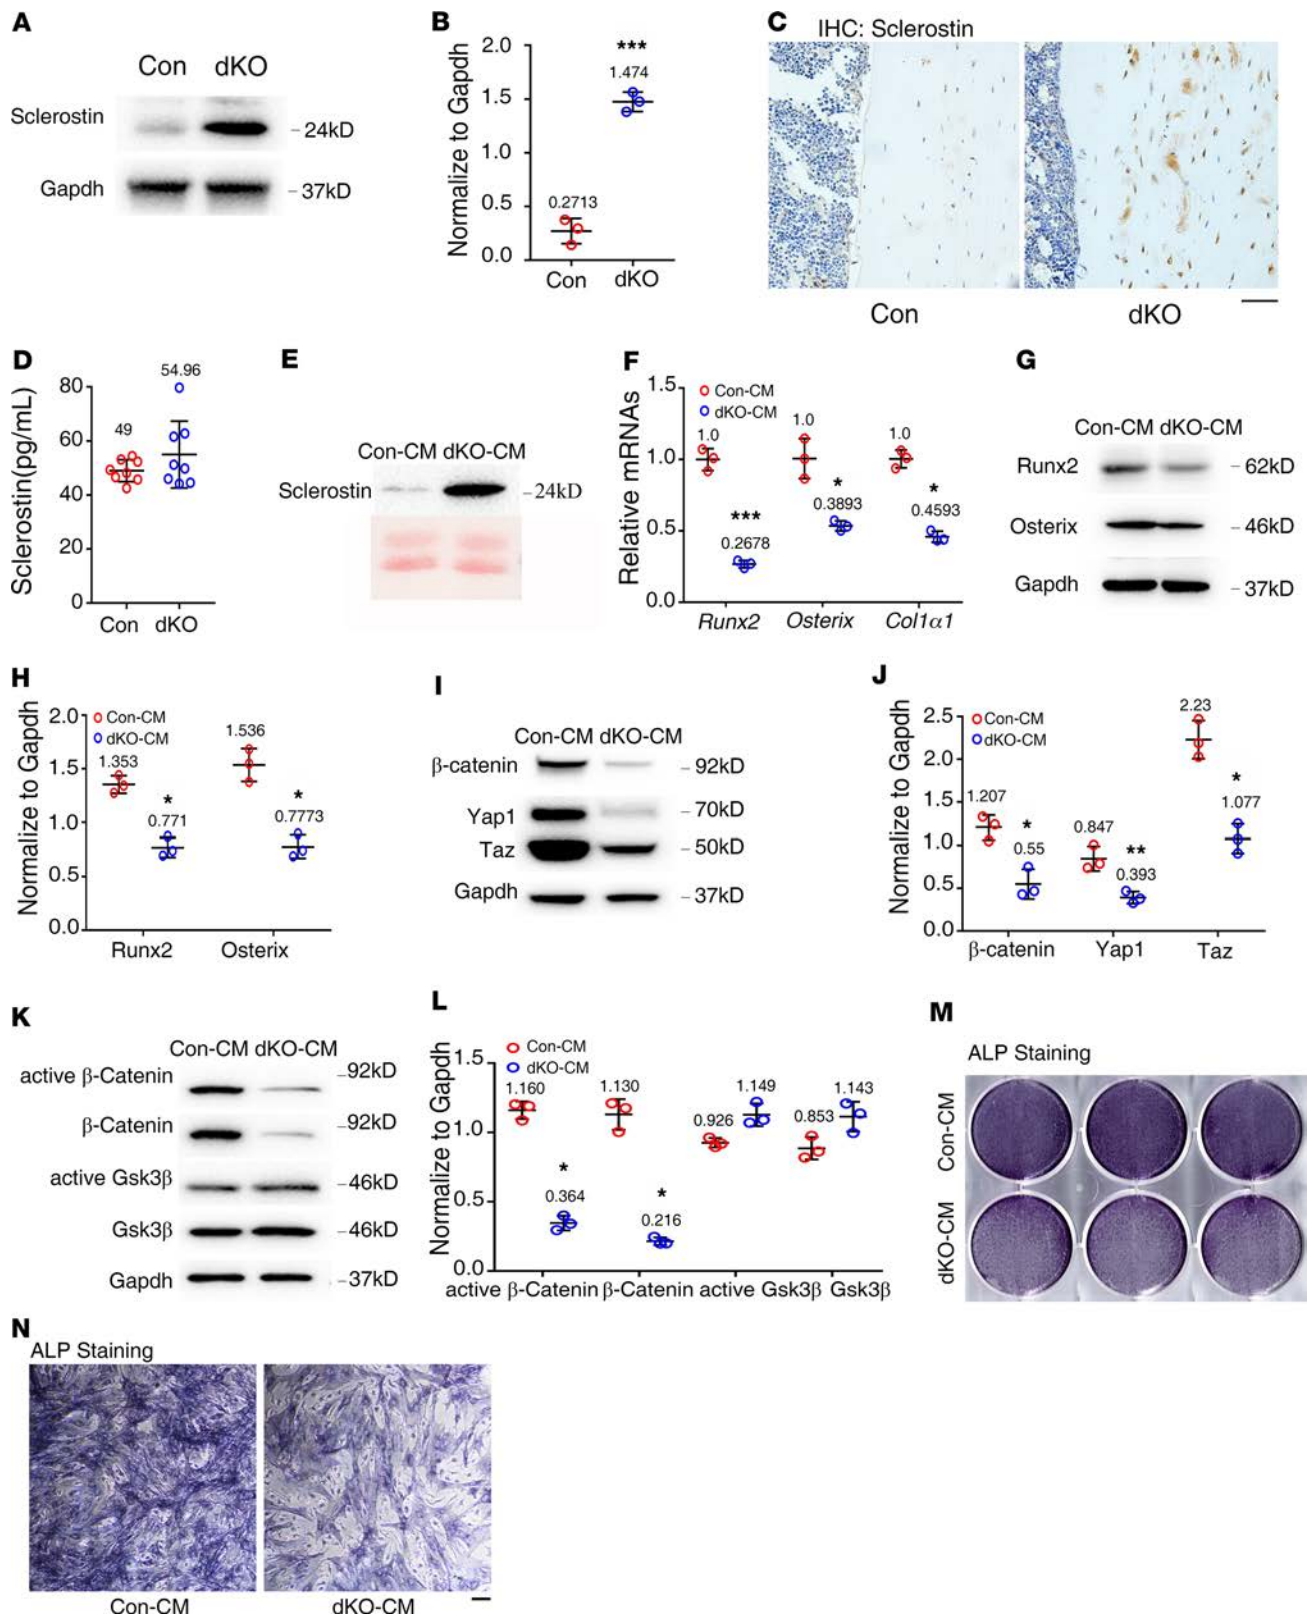 A
Con dKO
Sclerostin
-24kD
Gapdh
-37kD
B
Normalize to Gapdh
2.0
1.5
1.0
0.5
0.0
***
1.474
0.2713
Con dKO
C
IHC: Sclerostin
Con dKO
D
Sclerostin(pg/mL)
80
60
40
20
0
49
54.96
Con dKO
E
Con-CM dKO-CM
Sclerostin
-24kD
F
Relative mRNAs
1.5
1.0
0.5
0.0
Con-CM
dKO-CM
1.0
1.0
1.0
***
0.2678
*
0.3893
*
0.4593
Runx2 Osterix Col1α1
G
Con-CM dKO-CM
Runx2
-62kD
Osterix
-46kD
Gapdh
-37kD
H
Normalize to Gapdh
2.0
1.5
1.0
0.5
0.0
Con-CM
dKO-CM
1.353
*
0.771
1.536
*
0.7773
Runx2 Osterix
I
Con-CM dKO-CM
β-catenin
-92kD
Yap1
-70kD
Taz
-50kD
Gapdh
-37kD
J
Normalize to Gapdh
2.5
2.0
1.5
1.0
0.5
0.0
Con-CM
dKO-CM
1.207
*
0.55
0.847
**
0.393
2.23
*
1.077
β-catenin Yap1 Taz
K
Con-CM dKO-CM
active β-Catenin
-92kD
β-Catenin
-92kD
active Gsk3β
-46kD
Gsk3β
-46kD
Gapdh
-37kD
L
Normalize to Gapdh
1.5
1.0
0.5
0.0
Con-CM
dKO-CM
1.160
*
0.364
1.130
*
0.216
0.926
1.149
0.853
1.143
active β-Catenin β-Catenin active Gsk3β Gsk3β
M
ALP Staining
Con-CM
dKO-CM
N
ALP Staining
Con-CM dKO-CM